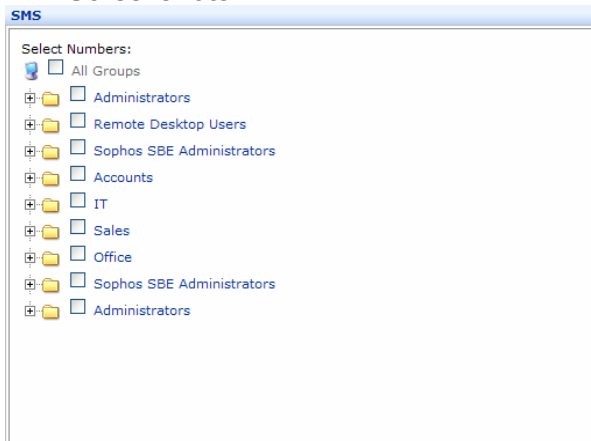 SMS
Select Numbers:
All Groups
Administrators
Remote Desktop Users
Sophos SBE Administrators
Accounts
IT
Sales
Office
Sophos SBE Administrators
Administrators